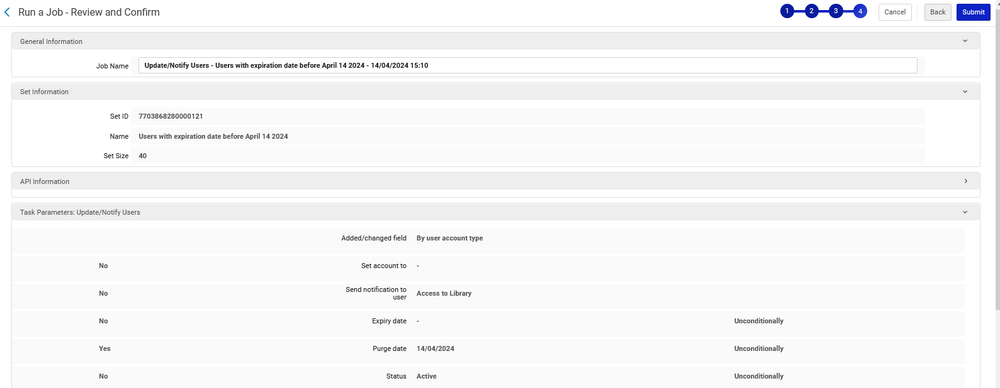 Run a Job - Review and Confirm
1 2 3 4
Cancel
Back
Submit
General Information
Job Name Update/Notify Users - Users with expiration date before April 14 2024 - 14/04/2024 15:10
Set Information
Set ID 7703868280000121
Name Users with expiration date before April 14 2024
Set Size 40
API Information
Task Parameters: Update/Notify Users
Added/changed field By user account type
No Set account to -
No Send notification to
user Access to Library
No Expiry date - Unconditionally
Yes Purge date 14/04/2024 Unconditionally
No Status Active Unconditionally